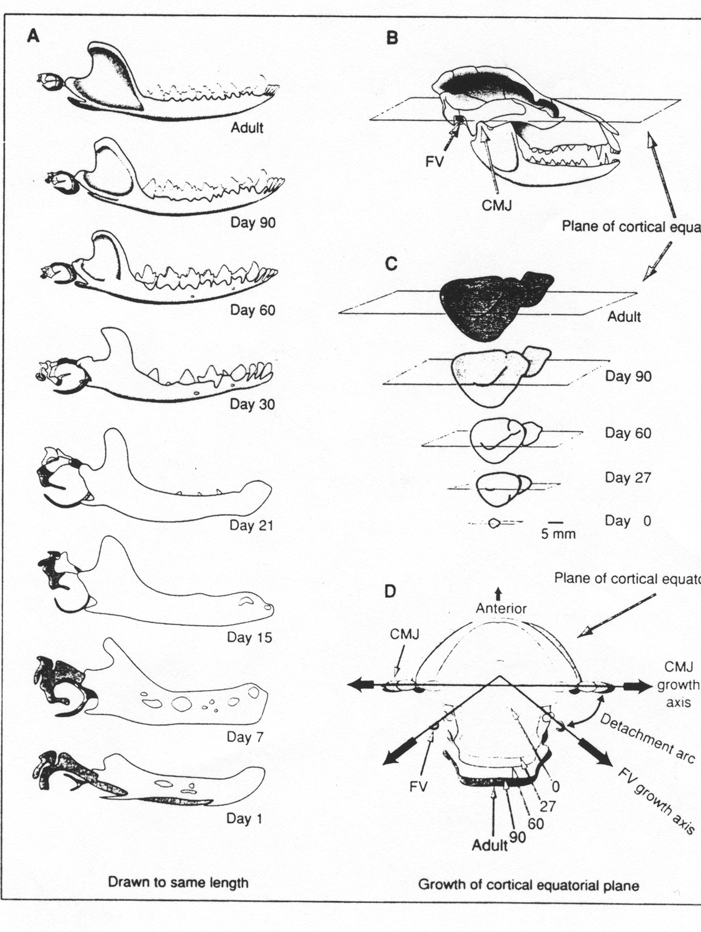 A
Adult
Day 90
Day 60
Day 30
Day 21
Day 15
Day 7
Day 1
Drawn to same length
B
FV
CMJ
Plane of cortical equa
C
Adult
Day 90
Day 60
Day 27
Day 0
5 mm
D
Plane of cortical equato
Anterior
CMJ
CMJ
growth
axis
Detachment arc
FV growth axis
FV
0
27
60
90
Adult
Growth of cortical equatorial plane